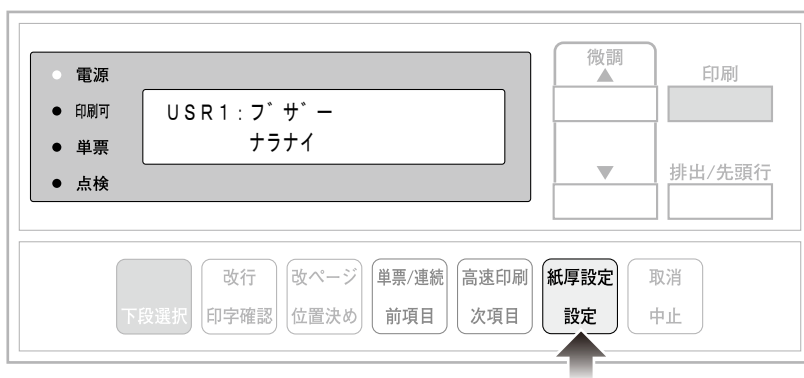 電源
印刷可
単票
点検
USR1:ブザー
ナラナイ
微調
▲
▼
印刷
排出/先頭行
下段選択
改行
印字確認
改ページ
位置決め
単票/連続
前項目
高速印刷
次項目
紙厚設定
設定
取消
中止